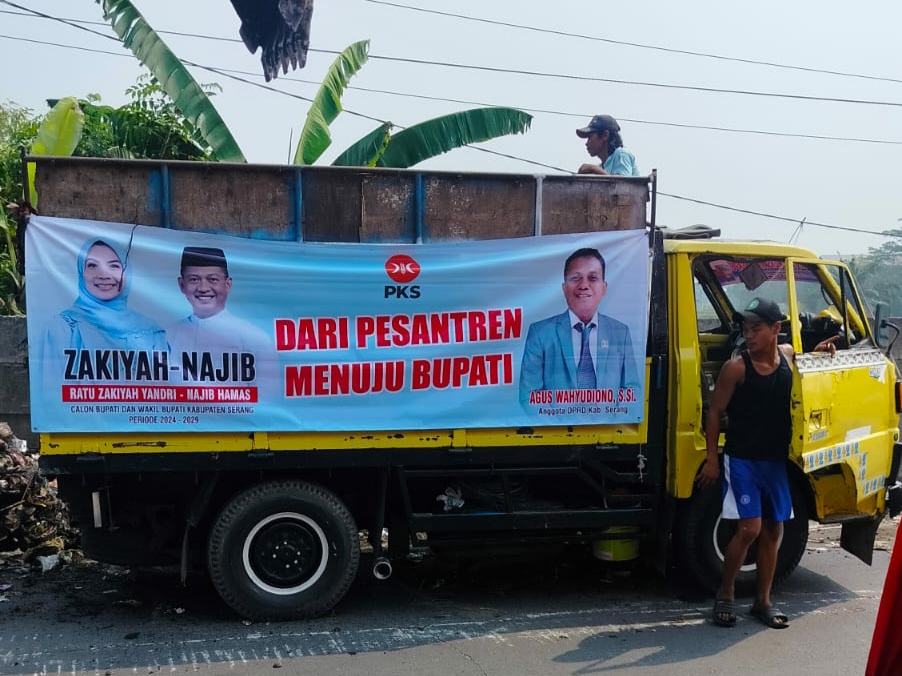 PKS
DARI PESANTREN
MENUJU BUPATI
ZAKIYAH-NAJIB
RATU ZAKIYAH YANDRI - NAJIB HAMAS
CALON BUPATI DAN WAKIL BUPATI KABUPATEN SERANG
PERIODE 2024 - 2029
AGUS WAHYUDIONO, S.Si.
Anggota DPRD Kab. Serang